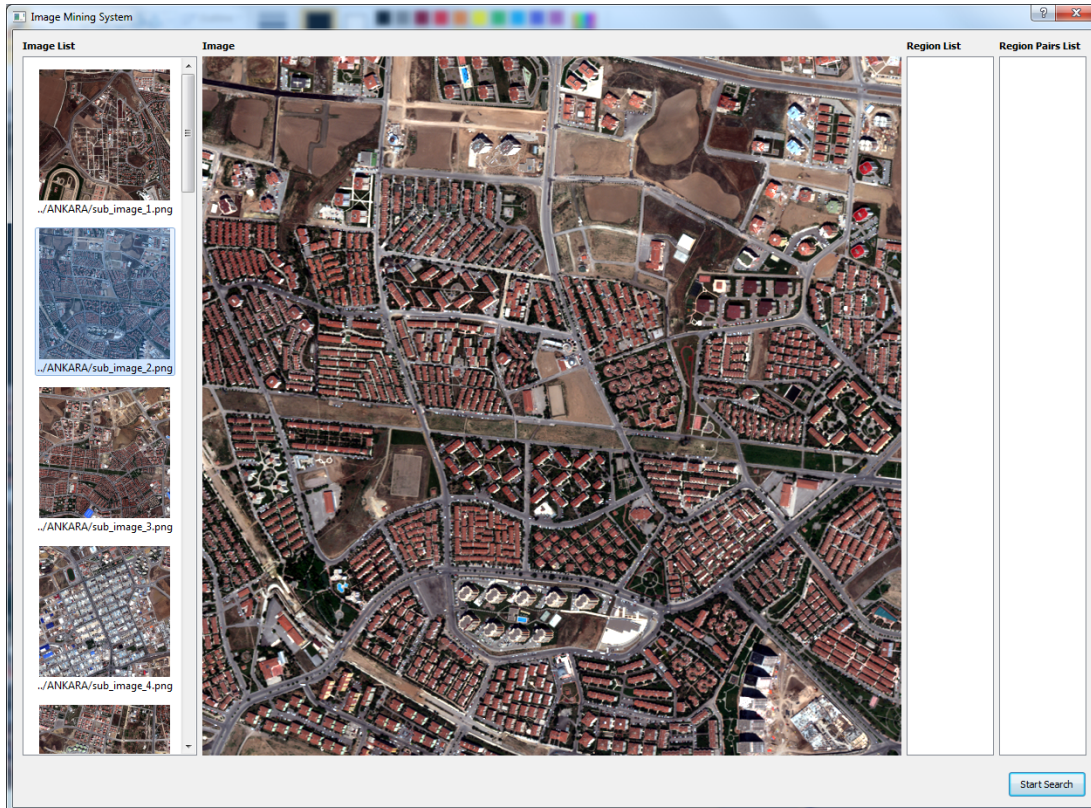 Image Mining System
Image List
Image
Region List
Region Pairs List
../ANKARA/sub_image_1.png
../ANKARA/sub_image_2.png
../ANKARA/sub_image_3.png
../ANKARA/sub_image_4.png
Start Search